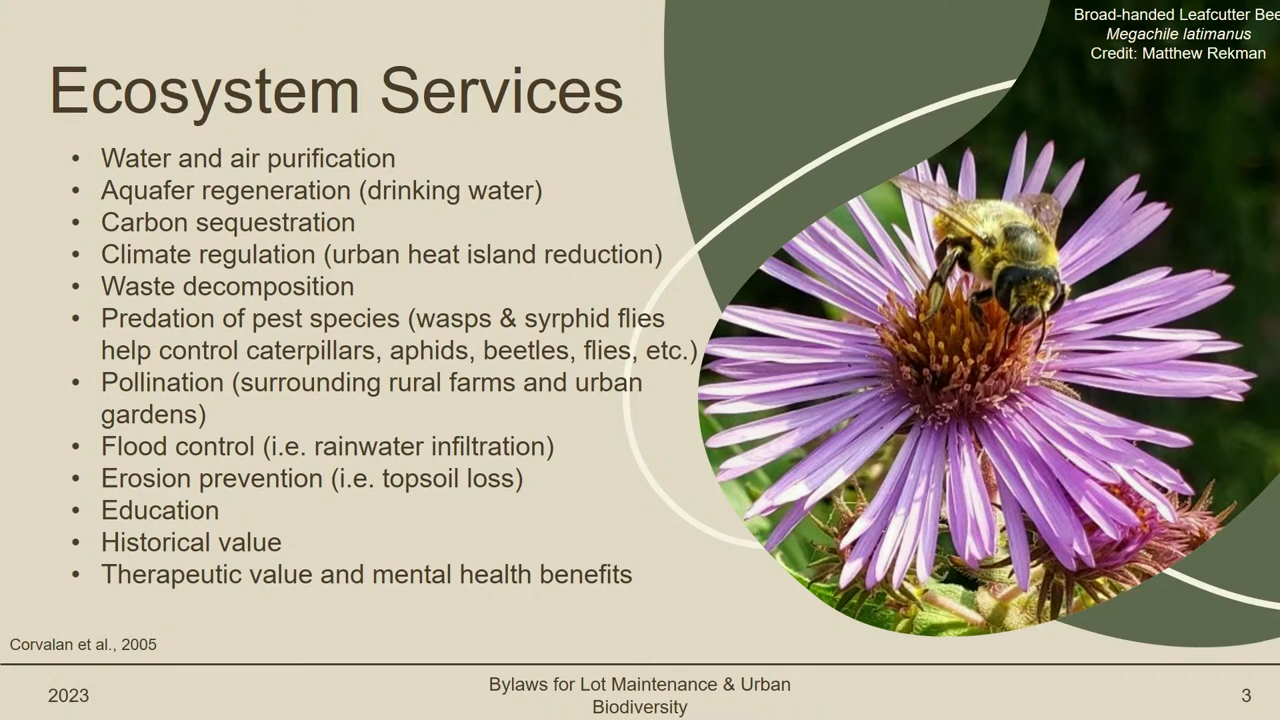 Broad-handed Leafcutter Bee
Megachile latimanus
Credit: Matthew Rekman
Ecosystem Services
• Water and air purification
• Aquafer regeneration (drinking water)
• Carbon sequestration
• Climate regulation (urban heat island reduction)
• Waste decomposition
• Predation of pest species (wasps & syrphid flies
help control caterpillars, aphids, beetles, flies, etc.)
• Pollination (surrounding rural farms and urban
gardens)
• Flood control (i.e. rainwater infiltration)
• Erosion prevention (i.e. topsoil loss)
• Education
• Historical value
• Therapeutic value and mental health benefits
Corvalan et al., 2005
2023
Bylaws for Lot Maintenance & Urban
Biodiversity
3